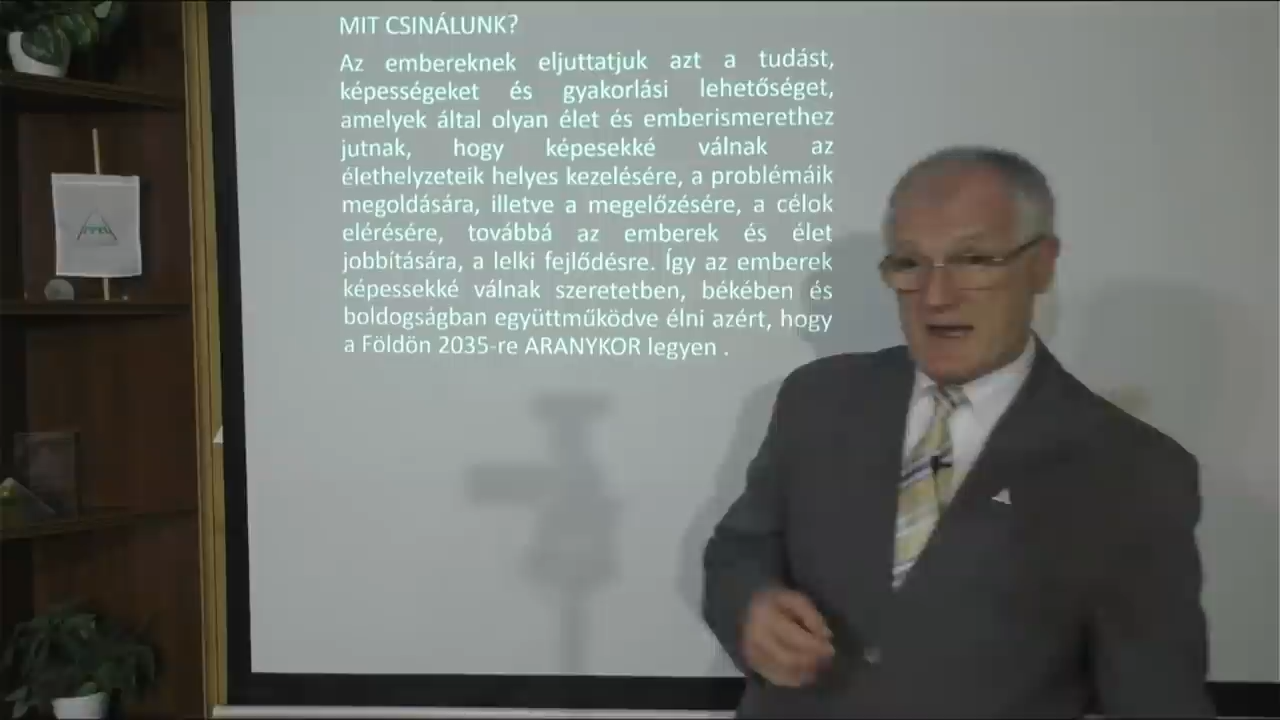 MIT CSINÁLUNK?
Az embereknek eljuttatjuk azt a tudást,
képességeket és gyakorlási lehetőséget,
amelyek által olyan élet és emberismerethez
jutnak, hogy képesekké válnak az
élethelyzeteik helyes kezelésére, a problémáik
megoldására, illetve a megelőzésére, a célok
elérésére, továbbá az emberek és élet
jobbítására, a lelki fejlődésre. Így az emberek
képessekké válnak szeretetben, békében és
boldogságban együttműködve élni azért, hogy
a Földön 2035-re ARANYKOR legyen .